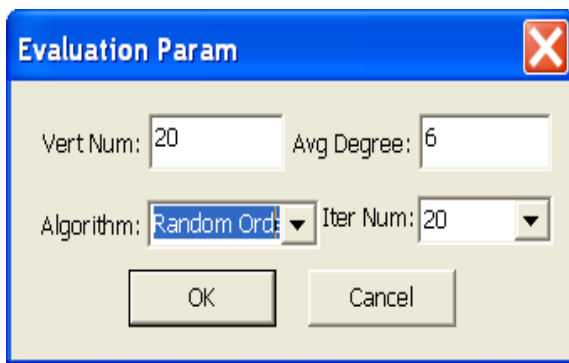 Evaluation Param
Vert Num: 20 Avg Degree: 6
Algorithm: Random Ord Iter Num: 20
OK Cancel